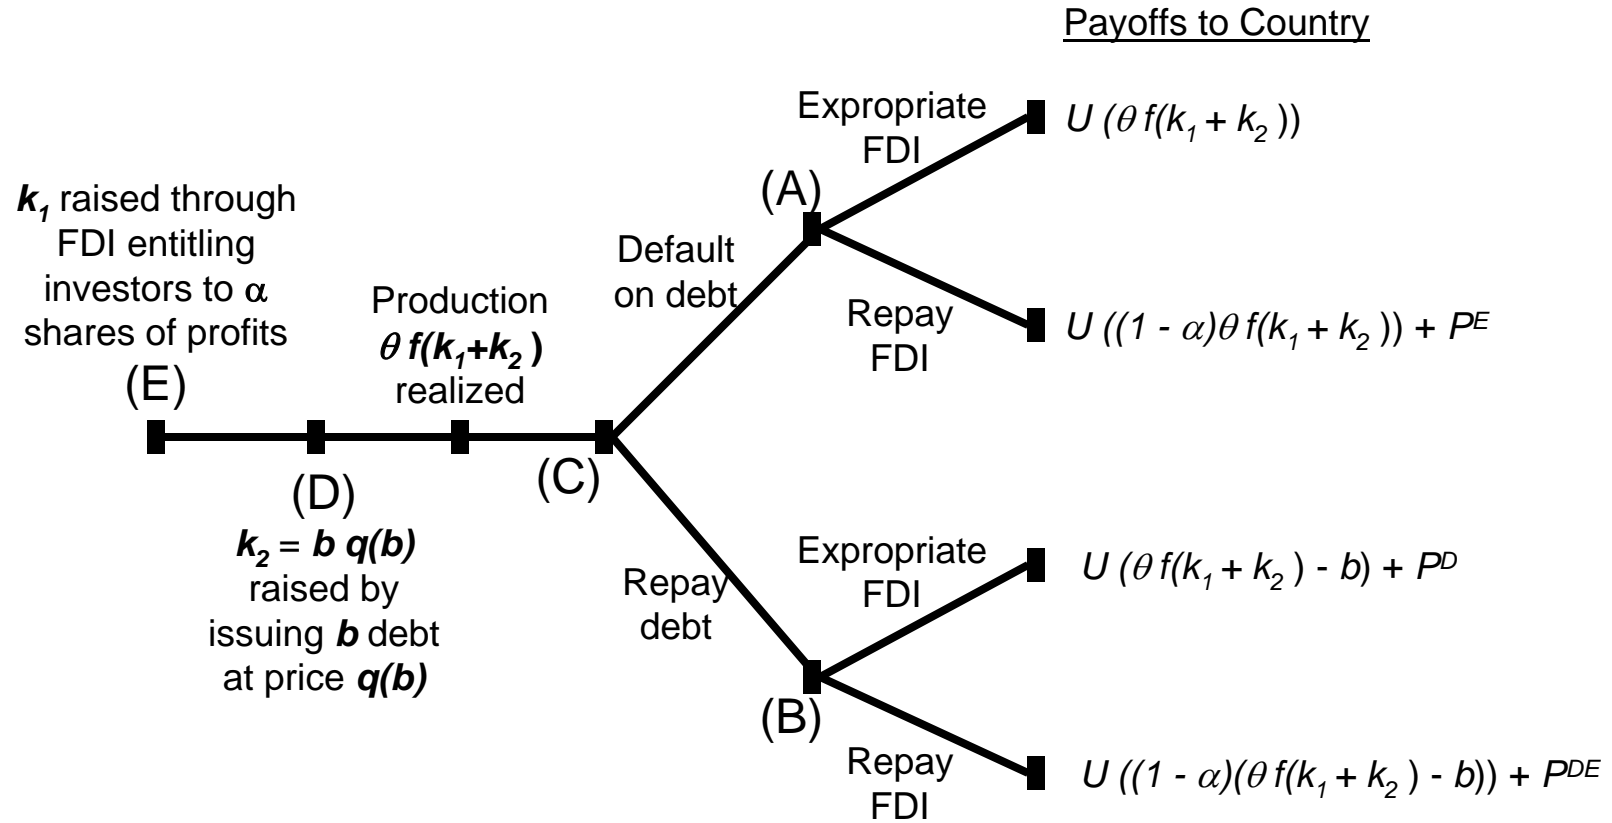 Payoffs to Country
Expropriate
FDI
U (θ f(k₁ + k₂ ))
(A)
k₁ raised through
FDI entitling
investors to α
shares of profits
(E)
Default
on debt
Repay
FDI
U ((1 - α)θ f(k₁ + k₂ )) + Pᴱ
Production
θ f(k₁+k₂ )
realized
(C)
(D)
k₂ = b q(b)
raised by
issuing b debt
at price q(b)
Repay
debt
Expropriate
FDI
U (θ f(k₁ + k₂ ) - b) + Pᴰ
(B)
Repay
FDI
U ((1 - α)(θ f(k₁ + k₂ ) - b)) + Pᴰᴱ